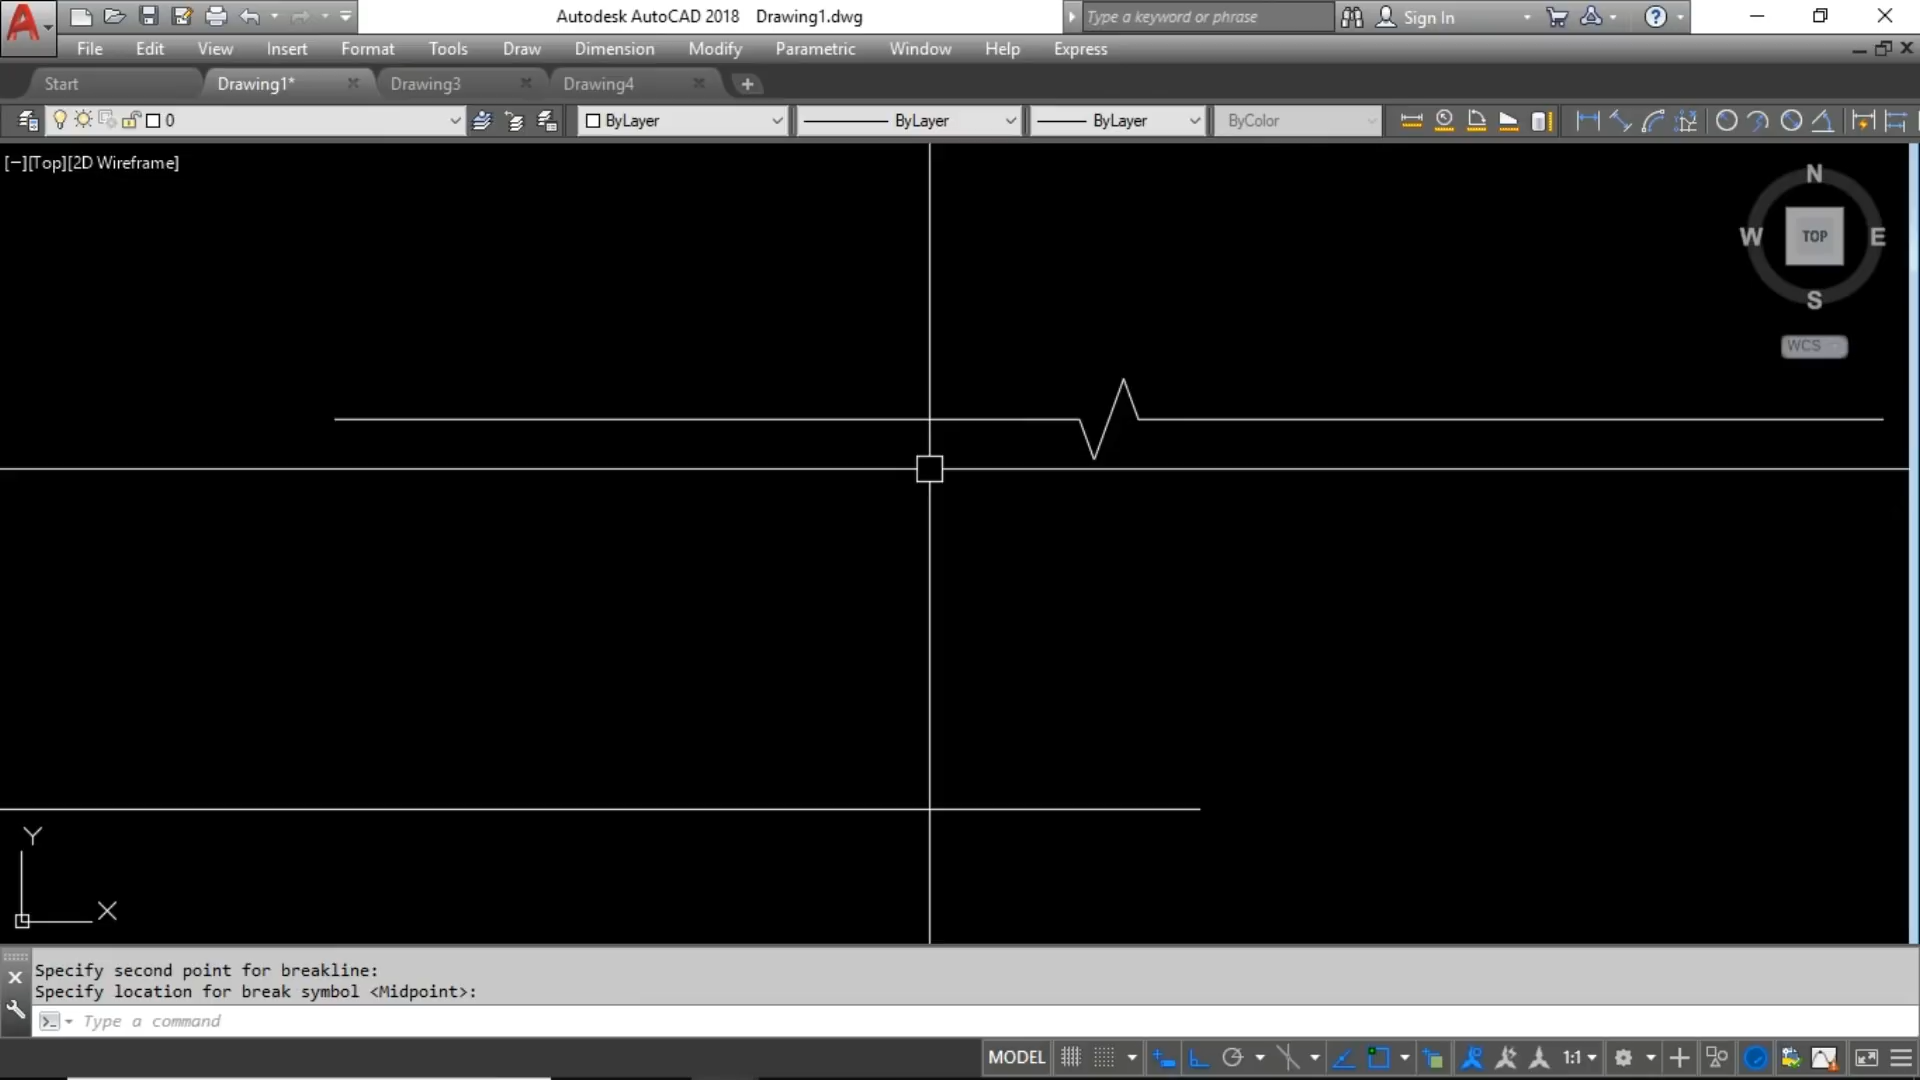 Autodesk AutoCAD 2018 Drawing1.dwg
Type a keyword or phrase
Sign In
File Edit View Insert Format Tools Draw Dimension Modify Parametric Window Help Express
Start Drawing1* Drawing3 Drawing4
0 ByLayer ByLayer ByLayer ByColor
[−][Top][2D Wireframe]
N
W TOP E
S
WCS
Y
X
Specify second point for breakline:
Specify location for break symbol <Midpoint>:
Type a command
MODEL 1:1